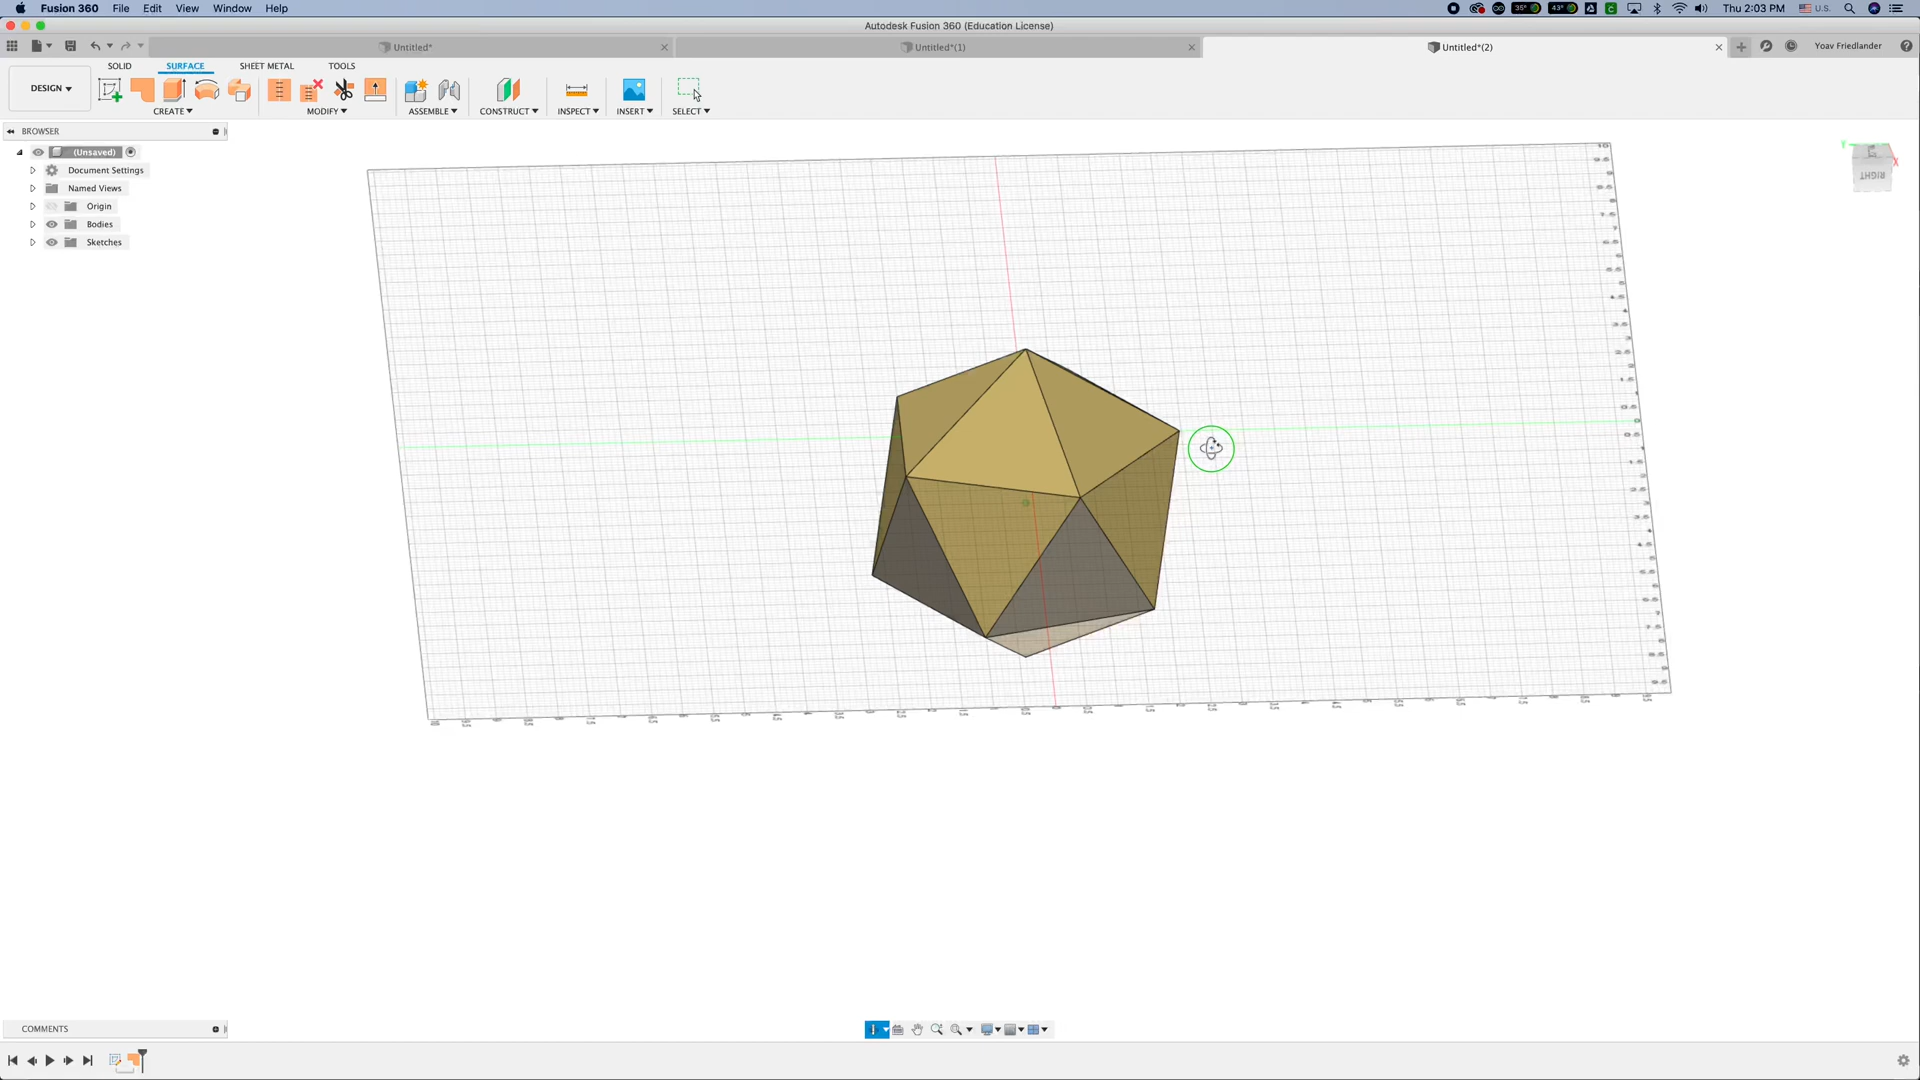 Fusion 360 File Edit View Window Help 35° 43° Thu 2:03 PM U.S.
Autodesk Fusion 360 (Education License)
Untitled* Untitled*(1) Untitled*(2) Yoav Friedlander
SOLID SURFACE SHEET METAL TOOLS
DESIGN
CREATE MODIFY ASSEMBLE CONSTRUCT INSPECT INSERT SELECT
BROWSER
(Unsaved)
Document Settings
Named Views
Origin
Bodies
Sketches
RIGHT
COMMENTS